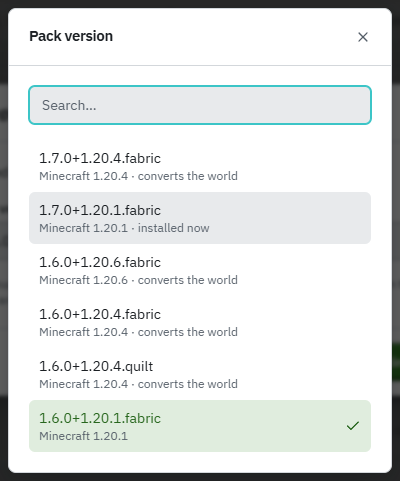 Pack version
Search...
1.7.0+1.20.4.fabric
Minecraft 1.20.4 · converts the world
1.7.0+1.20.1.fabric
Minecraft 1.20.1 · installed now
1.6.0+1.20.6.fabric
Minecraft 1.20.6 · converts the world
1.6.0+1.20.4.fabric
Minecraft 1.20.4 · converts the world
1.6.0+1.20.4.quilt
Minecraft 1.20.4 · converts the world
1.6.0+1.20.1.fabric
Minecraft 1.20.1